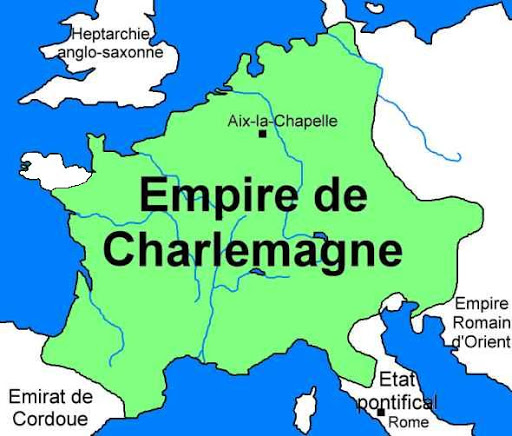 Heptarchie
anglo-saxonne
Aix-la-Chapelle
Empire de
Charlemagne
Empire
Romain
d'Orient
Etat
pontifical
Rome
Emirat de
Cordoue